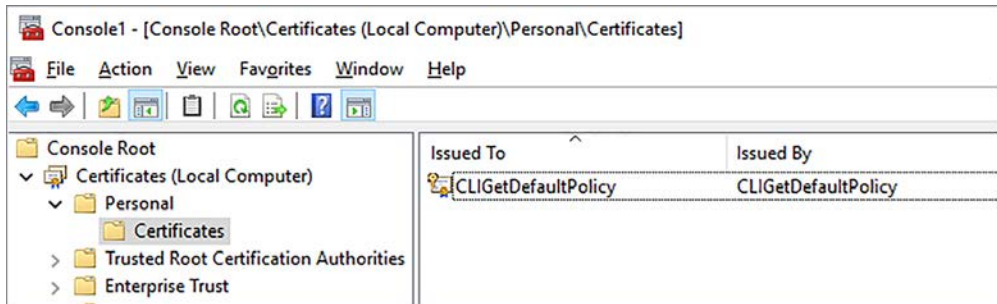 Console1 - [Console Root\Certificates (Local Computer)\Personal\Certificates]
File Action View Favorites Window Help
Console Root
Certificates (Local Computer)
Personal
Certificates
Trusted Root Certification Authorities
Enterprise Trust
Issued To Issued By
CLIGetDefaultPolicy CLIGetDefaultPolicy